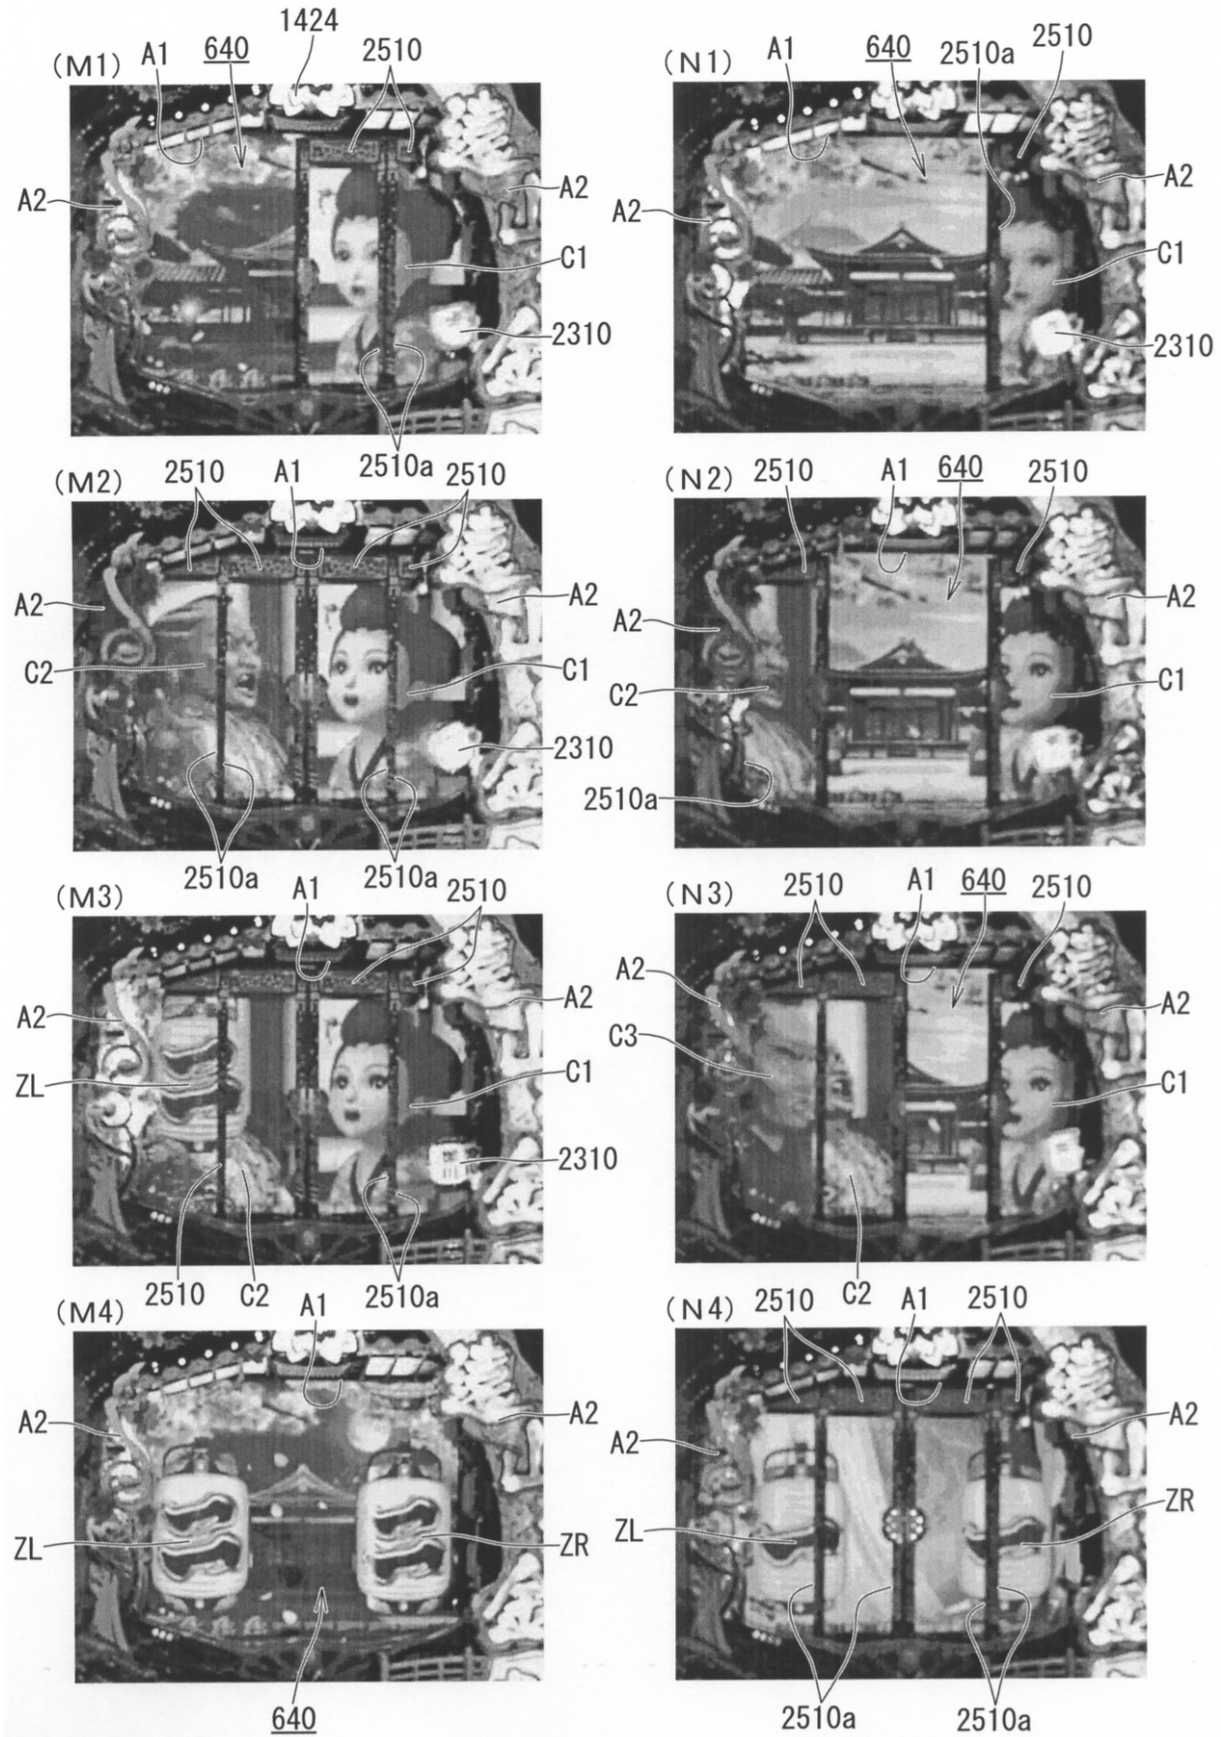 (M1) A1 640 1424 2510
A2
A2
C1
2310
2510a
(N1) A1 640 2510a 2510
A2
A2
C1
2310
(M2) 2510 A1 2510
A2
A2
C2
C1
2310
2510a 2510a
(N2) 2510 A1 640 2510
A2
A2
C2
C1
2510a
(M3) A1 2510
A2
A2
ZL
C1
2310
2510 C2 2510a
(N3) 2510 A1 640 2510
A2
A2
C3
C1
C2
(M4) A1
A2
A2
ZL
ZR
640
(N4) 2510 A1 2510
A2
A2
ZL
ZR
2510a 2510a